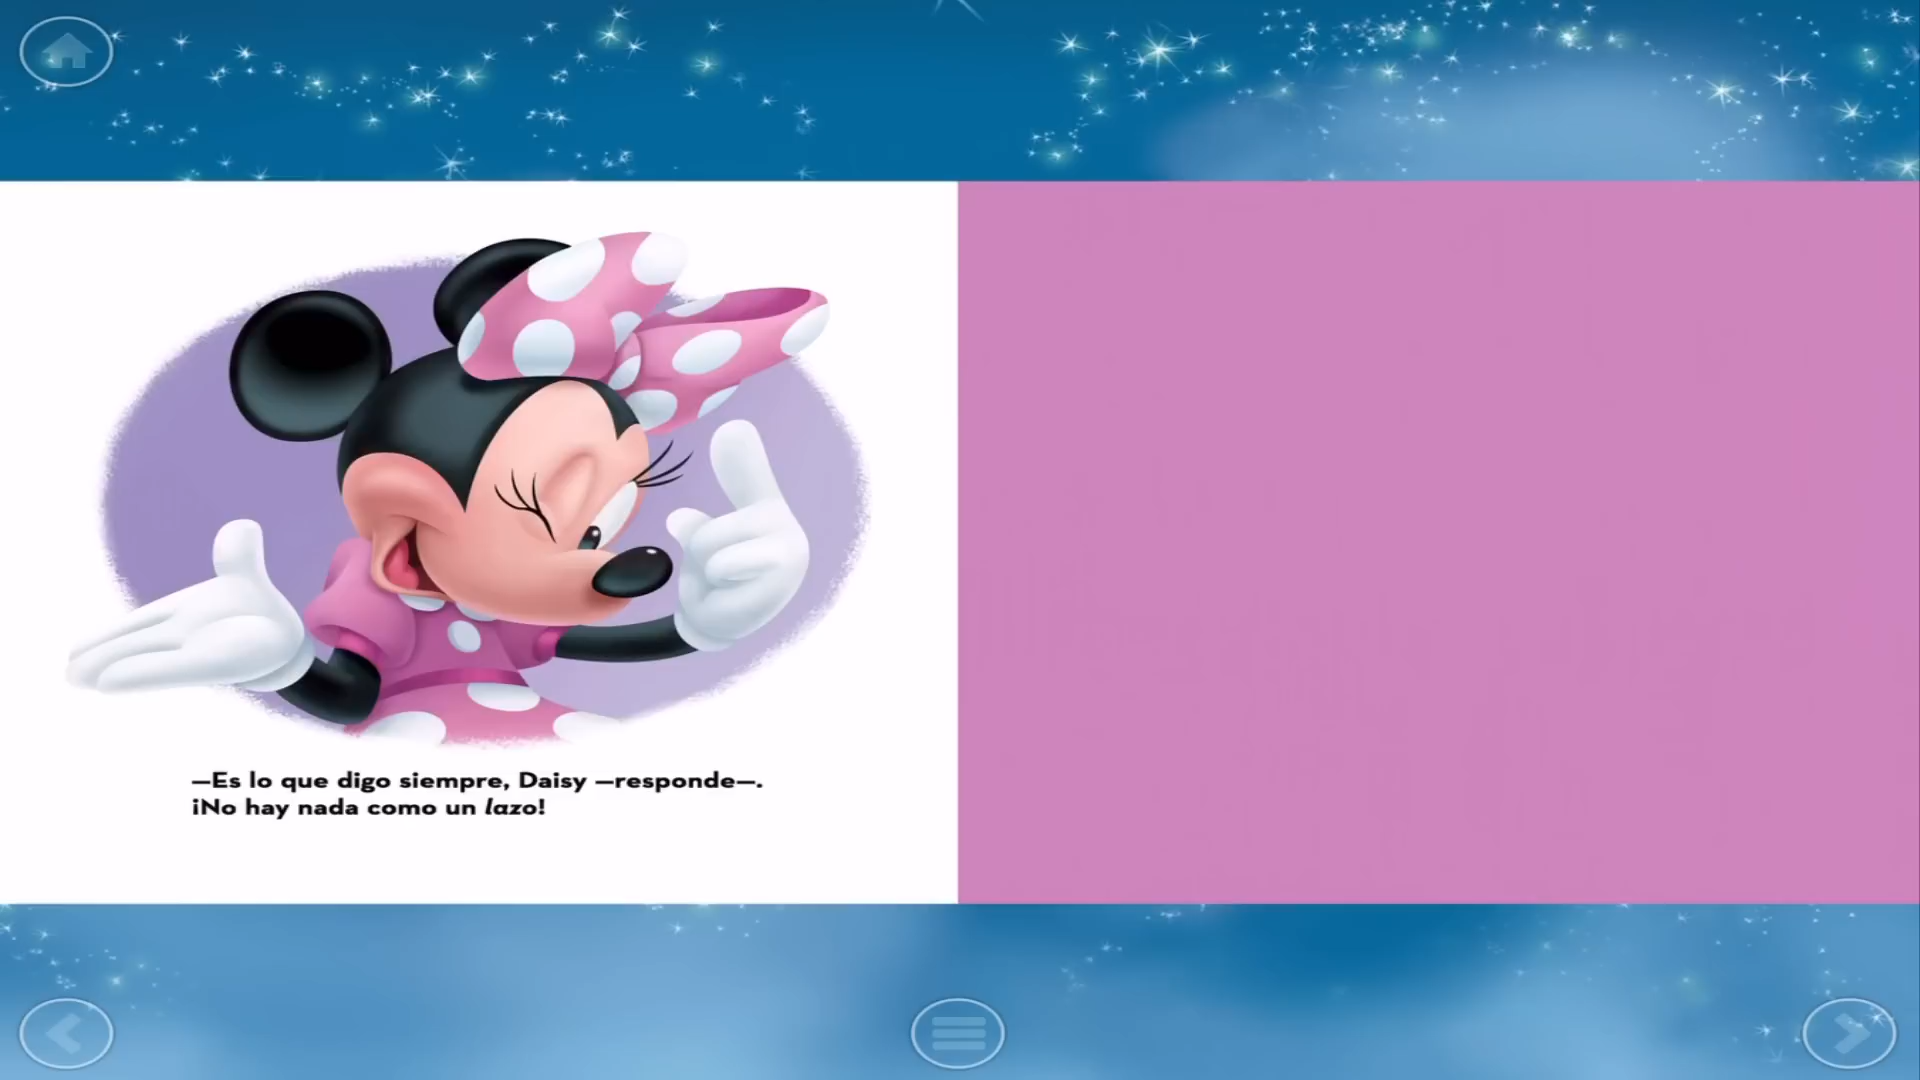 —Es lo que digo siempre, Daisy —responde—.
¡No hay nada como un lazo!